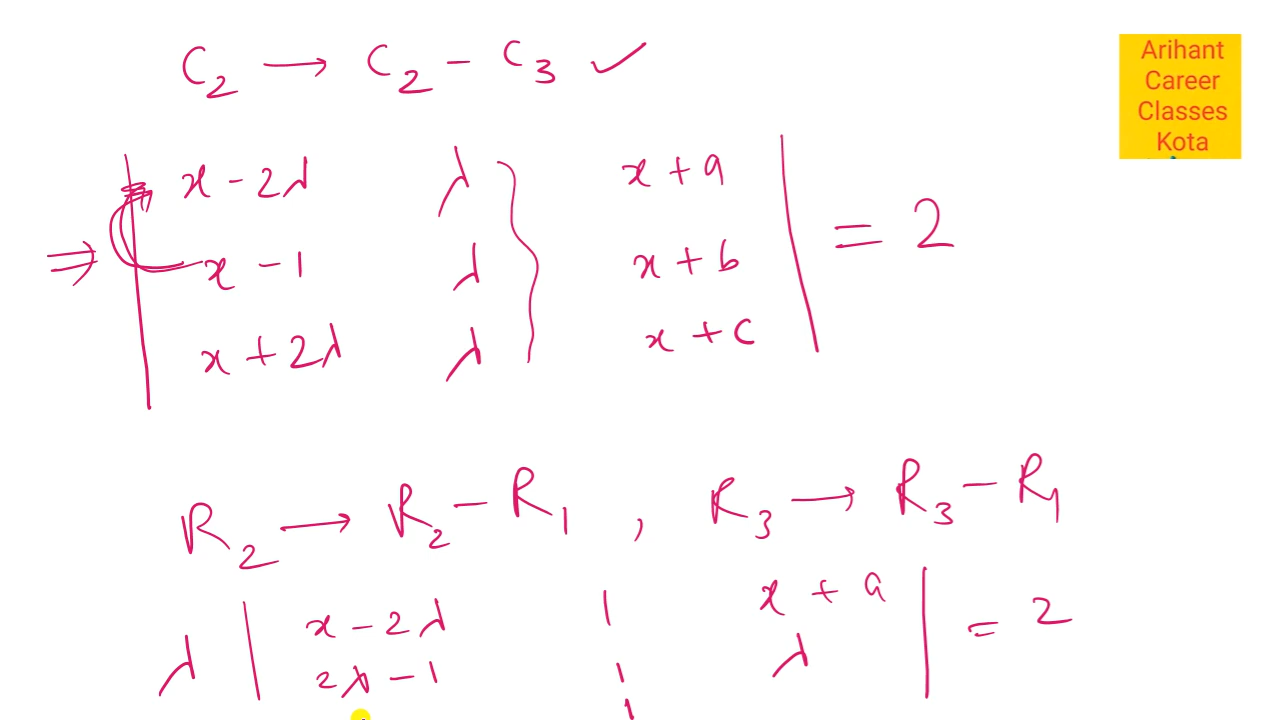 C₂ → C₂ - C₃ ✓
Arihant
Career
Classes
Kota
x - 2λ λ x + a
⇒ x - 1 λ x + b = 2
x + 2λ λ x + c
R₂ → R₂ - R₁ , R₃ → R₃ - R₁
λ | x - 2λ 1 x + a | = 2
2λ - 1 1 λ
1